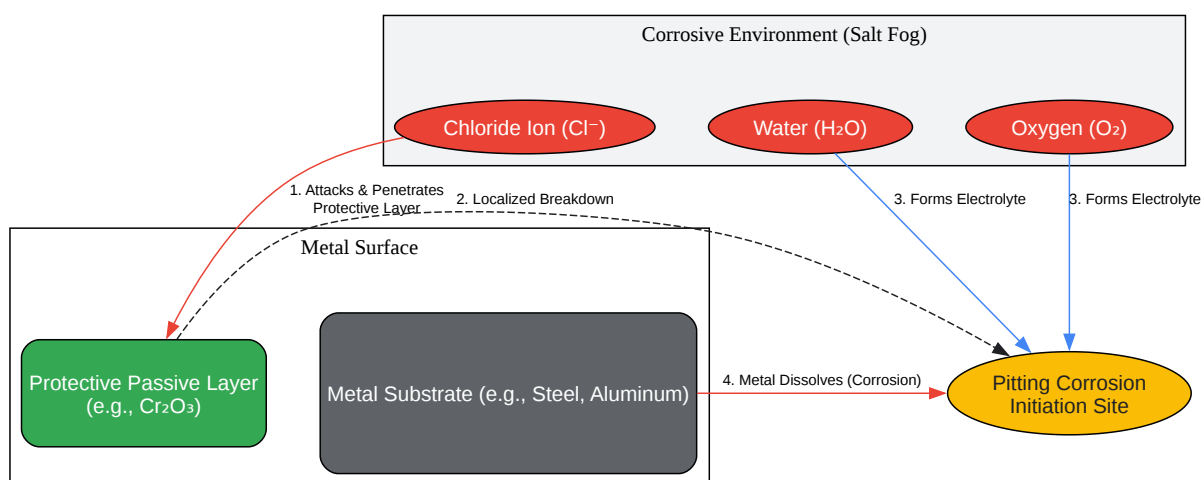 Corrosive Environment (Salt Fog)
Chloride Ion (Cl⁻)
Water (H₂O)
Oxygen (O₂)
1. Attacks & Penetrates
Protective Layer
2. Localized Breakdown
3. Forms Electrolyte
3. Forms Electrolyte
Metal Surface
Protective Passive Layer
(e.g., Cr₂O₃)
Metal Substrate (e.g., Steel, Aluminum)
4. Metal Dissolves (Corrosion)
Pitting Corrosion
Initiation Site